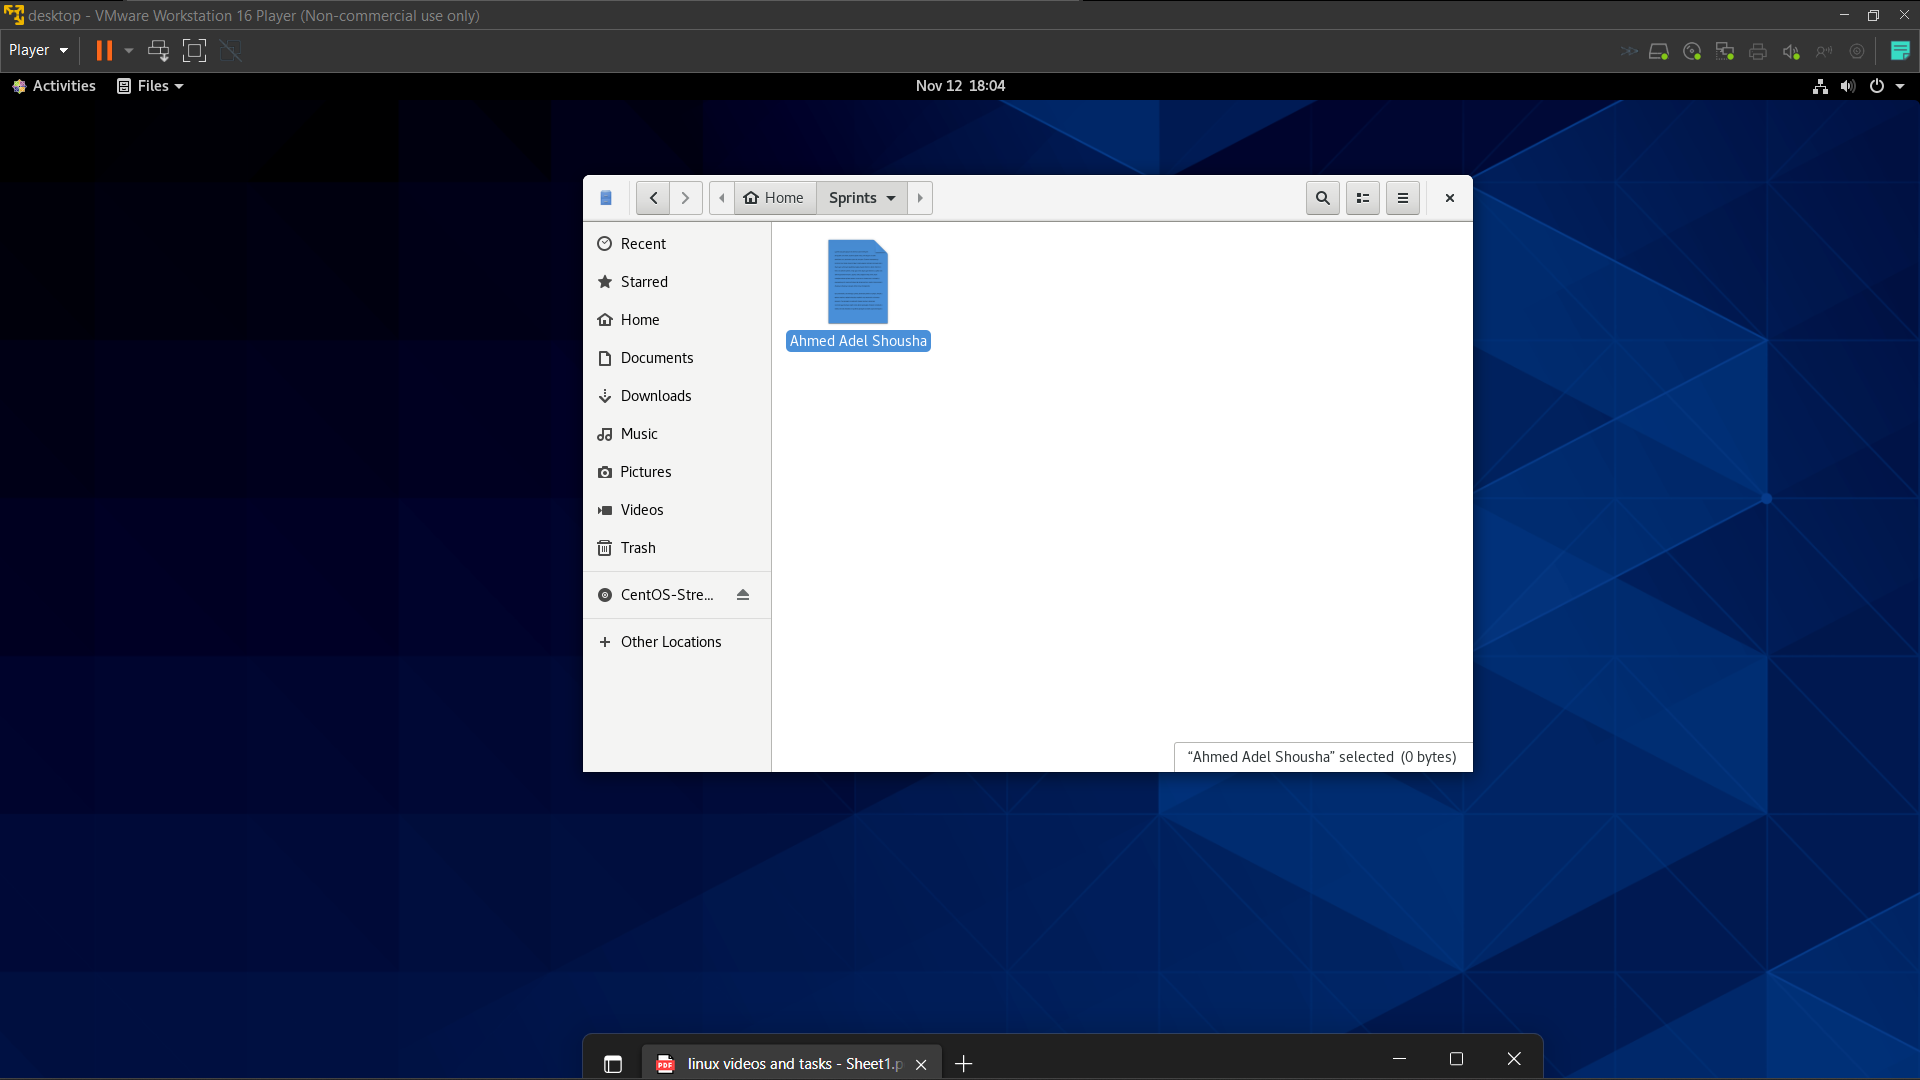 desktop - VMware Workstation 16 Player (Non-commercial use only)
Player
Activities
Files
Nov 12 18:04
Home
Sprints
Recent
Starred
Home
Documents
Downloads
Music
Pictures
Videos
Trash
CentOS-Stre...
Other Locations
Ahmed Adel Shousha
“Ahmed Adel Shousha” selected (0 bytes)
PDF
linux videos and tasks - Sheet1.p